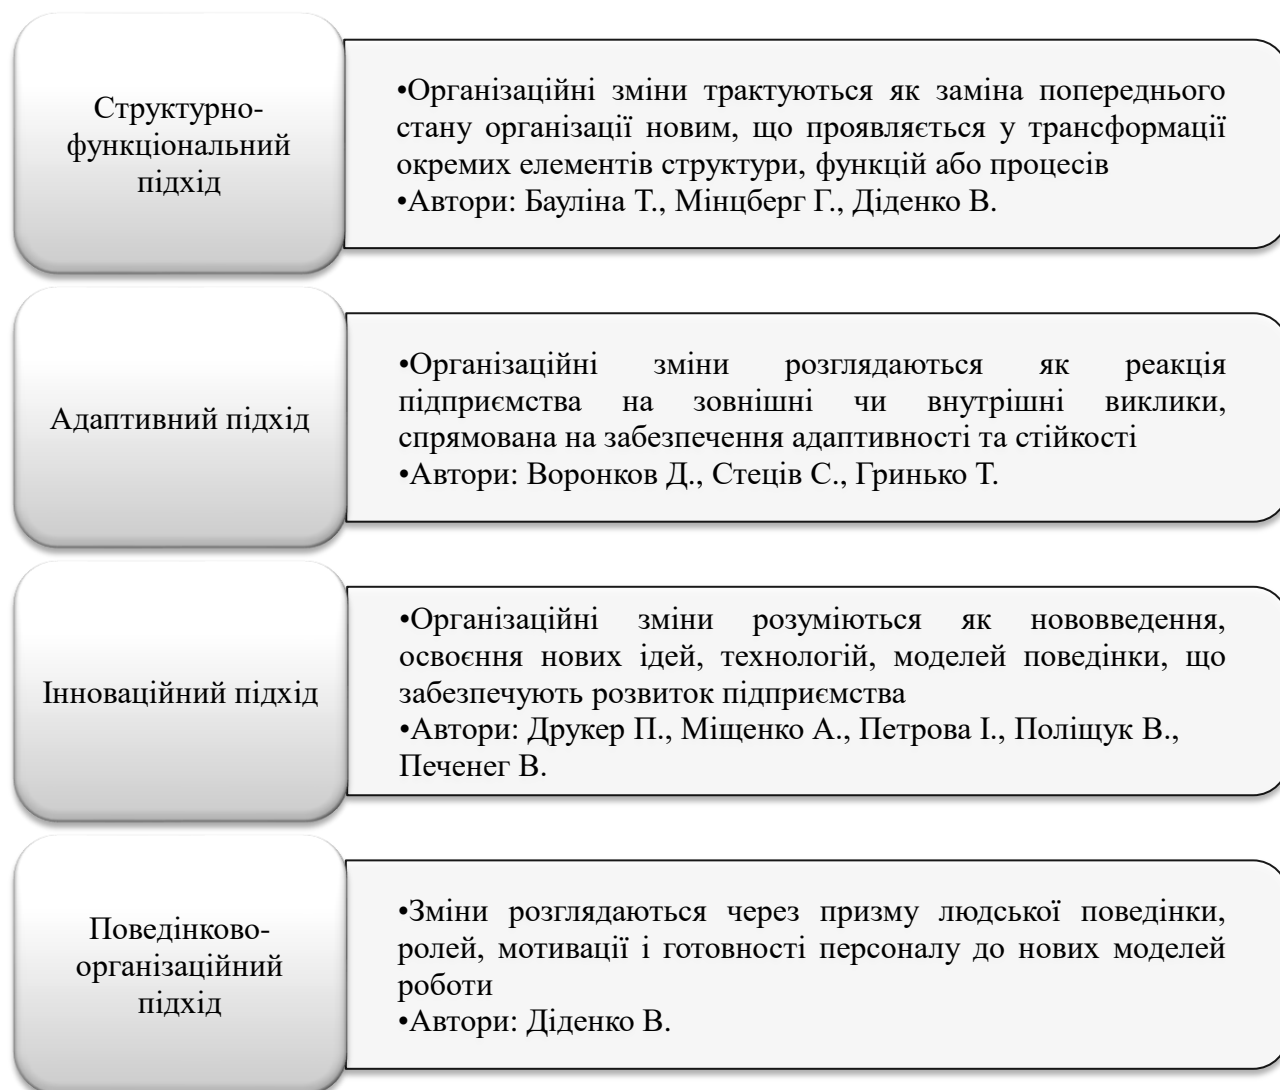 Структурно-
функціональний
підхід
•Організаційні зміни трактуються як заміна попереднього
стану організації новим, що проявляється у трансформації
окремих елементів структури, функцій або процесів
•Автори: Бауліна Т., Мінцберг Г., Діденко В.
Адаптивний підхід
•Організаційні зміни розглядаються як реакція
підприємства на зовнішні чи внутрішні виклики,
спрямована на забезпечення адаптивності та стійкості
•Автори: Воронков Д., Стеців С., Гринько Т.
Інноваційний підхід
•Організаційні зміни розуміються як нововведення,
освоєння нових ідей, технологій, моделей поведінки, що
забезпечують розвиток підприємства
•Автори: Друкер П., Міщенко А., Петрова І., Поліщук В.,
Печенег В.
Поведінково-
організаційний
підхід
•Зміни розглядаються через призму людської поведінки,
ролей, мотивації і готовності персоналу до нових моделей
роботи
•Автори: Діденко В.